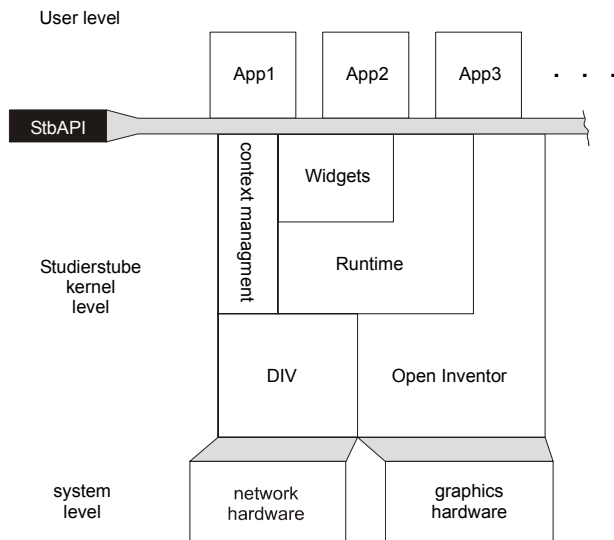 User level
App1
App2
App3
. . .
StbAPI
context managment
Widgets
Runtime
Studierstube
kernel
level
DIV
Open Inventor
system
level
network
hardware
graphics
hardware